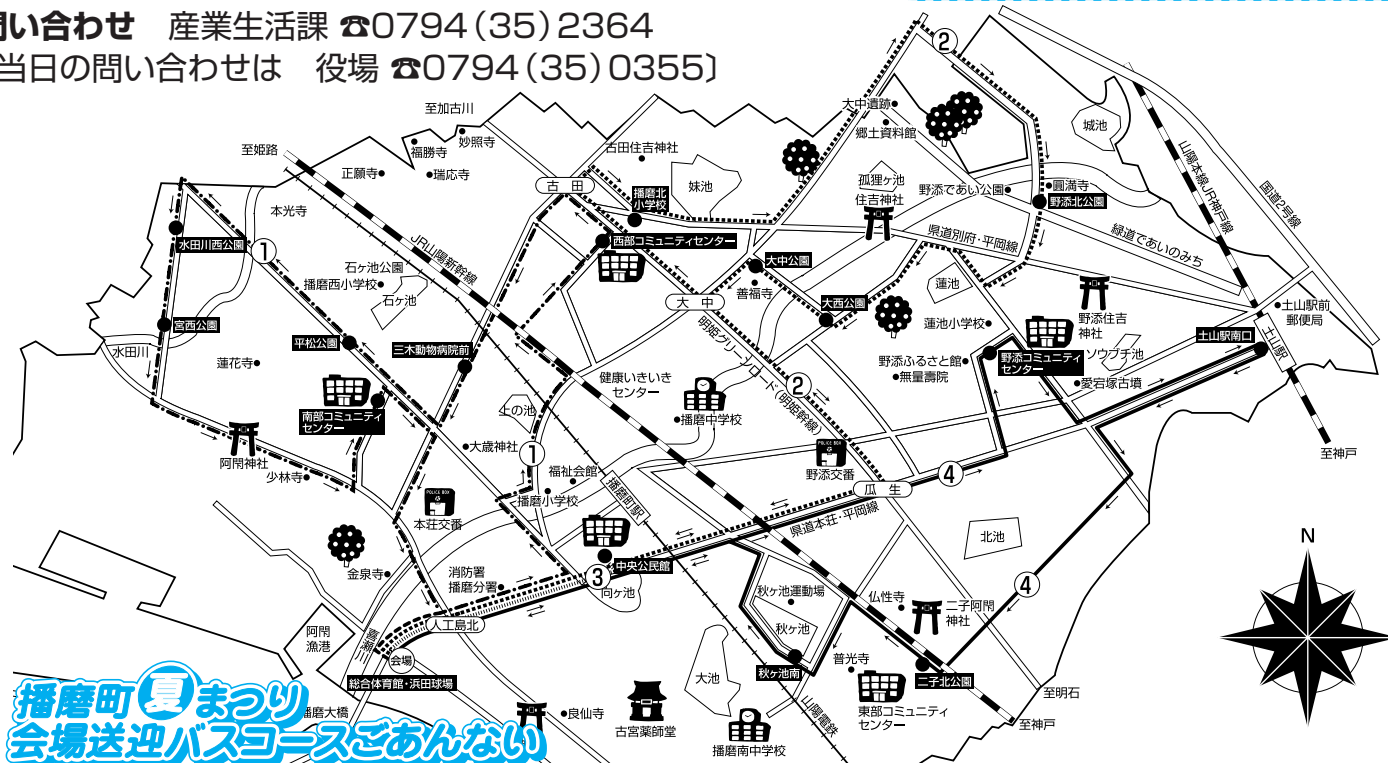 問い合わせ　産業生活課 ☎0794(35)2364
当日の問い合わせは　役場 ☎0794(35)0355〕
至加古川
妙照寺
福勝寺
至姫路
正願寺
瑞応寺
本光寺
水田川西公園
①
JR山陽新幹線
石ヶ池公園
播磨西小学校
石ヶ池
宮西公園
水田川
蓮花寺
平松公園
三木動物病院前
南部コミュニティ
センター
阿閇神社
少林寺
古田住吉神社
古田
播磨北
小学校
妹池
西部コミュニティセンター
大中遺跡
郷土資料館
狐狸ヶ池
住吉神社
野添であい公園
圓満寺
野添北公園
②
城池
山陽本線JR神戸線
国道2号線
県道別府・平岡線
緑道であいのみち
大中公園
善福寺
大中
大西公園
蓮池
蓮池小学校
明姫グリーンロード(明姫幹線)
②
野添住吉
神社
ソウブチ池
土山駅前
郵便局
土山駅
土山駅南口
野添ふるさと館
無量壽院
野添コミュニティ
センター
愛宕塚古墳
至神戸
健康いきいき
センター
上の池
播磨中学校
大歳神社
①
福祉会館
播磨小学校
播磨町駅
POLICE BOX
野添交番
瓜生
④
県道本荘・平岡線
北池
POLICE BOX
本荘交番
金泉寺
消防署
播磨分署
中央公民館
③
向ヶ池
人工島北
秋ヶ池運動場
秋ヶ池
秋ヶ池南
仏性寺
二子阿閇
神社
④
N
阿閇
漁港
喜瀬川
会場
総合体育館・浜田球場
大池
普光寺
二子北公園
東部コミュニティ
センター
至明石
至神戸
山陽電鉄
播磨大橋
良仙寺
古宮薬師堂
播磨南中学校
播磨町夏まつり
会場送迎バスコースごあんない